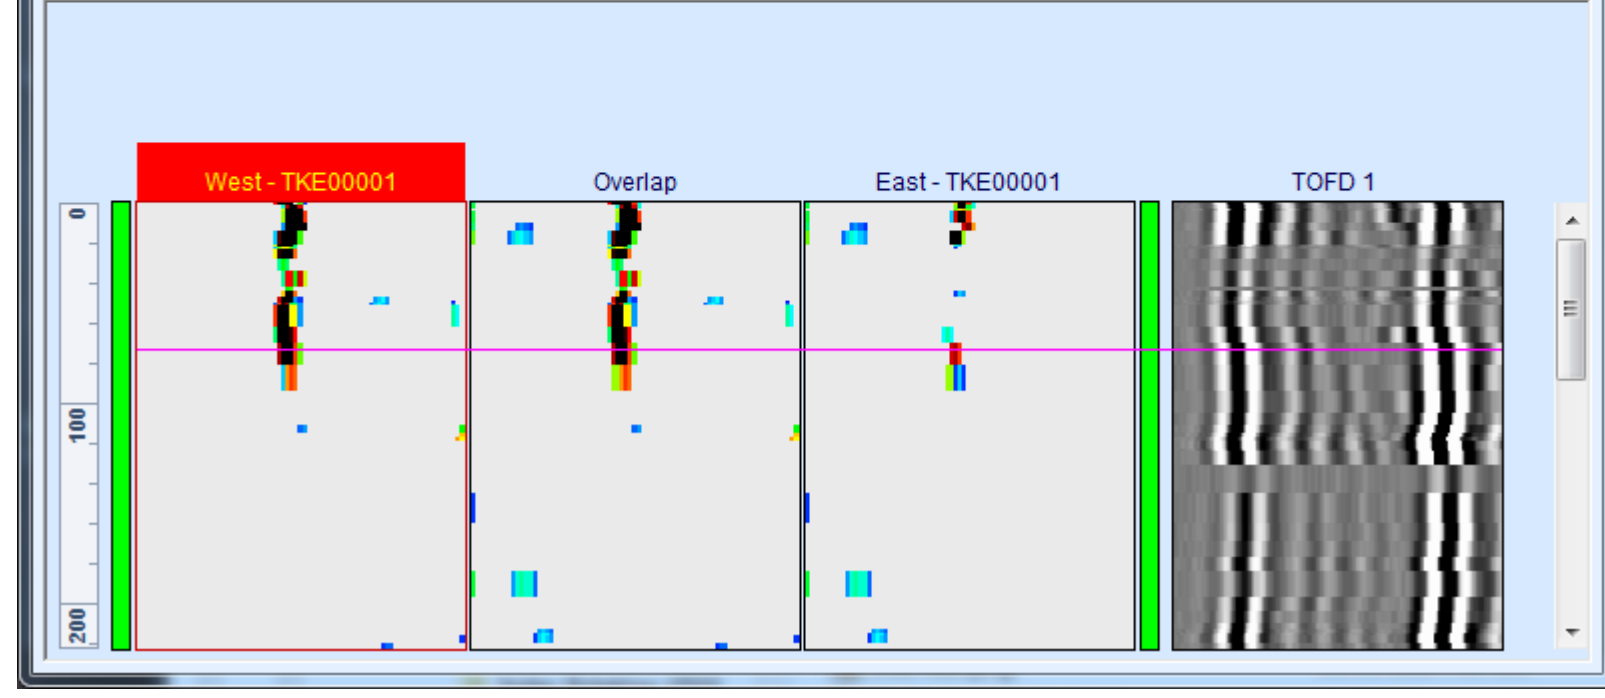 West - TKE00001
Overlap
East - TKE00001
TOFD 1
0
100
200